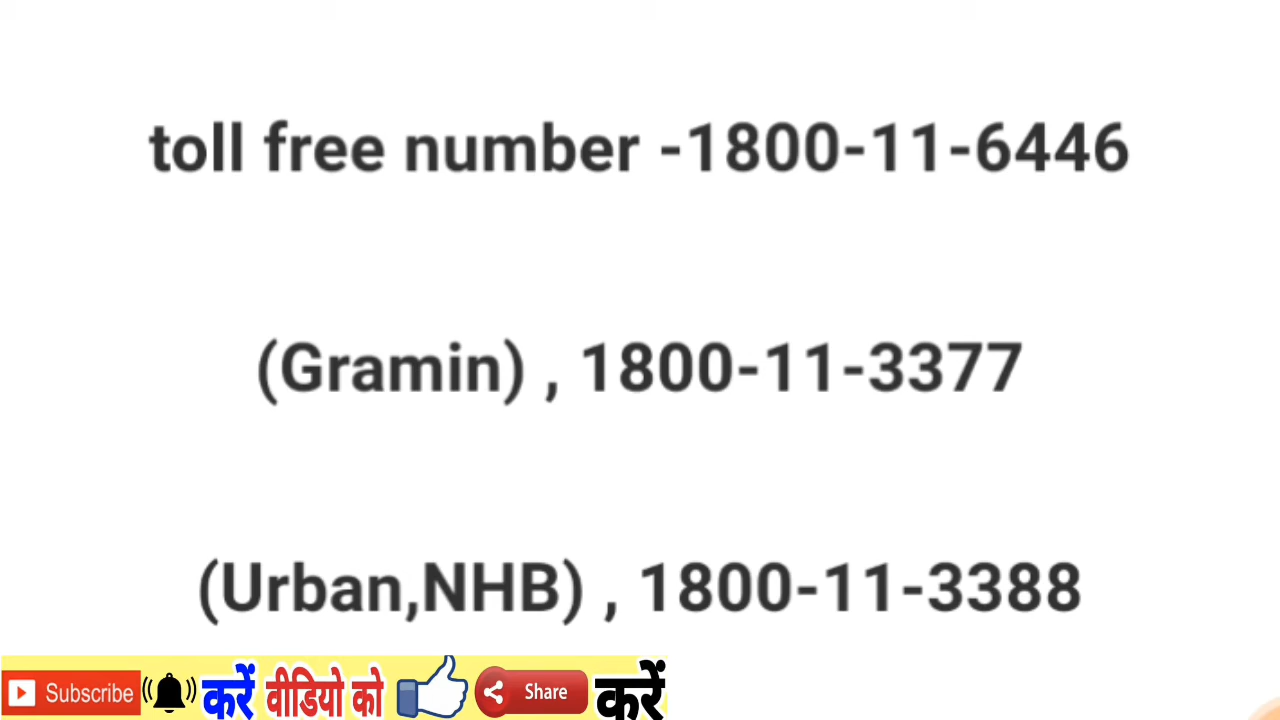 toll free number -1800-11-6446
(Gramin) , 1800-11-3377
(Urban,NHB) , 1800-11-3388
Subscribe करें वीडियो को Share करें